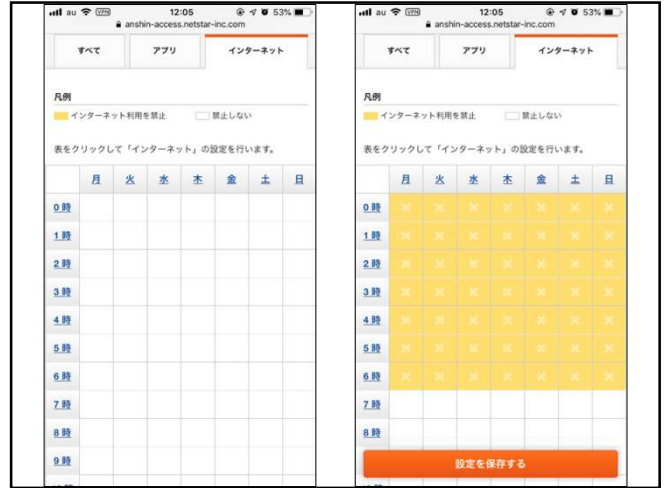 au VPN 12:05 53%
anshin-access.netstar-inc.com
すべて アプリ インターネット
凡例
インターネット利用を禁止 禁止しない
表をクリックして「インターネット」の設定を行います。
月 火 水 木 金 土 日
0時
1時
2時
3時
4時
5時
6時
7時
8時
9時
au VPN 12:05 53%
anshin-access.netstar-inc.com
すべて アプリ インターネット
凡例
インターネット利用を禁止 禁止しない
表をクリックして「インターネット」の設定を行います。
月 火 水 木 金 土 日
0時
1時
2時
3時
4時
5時
6時
7時
8時
設定を保存する